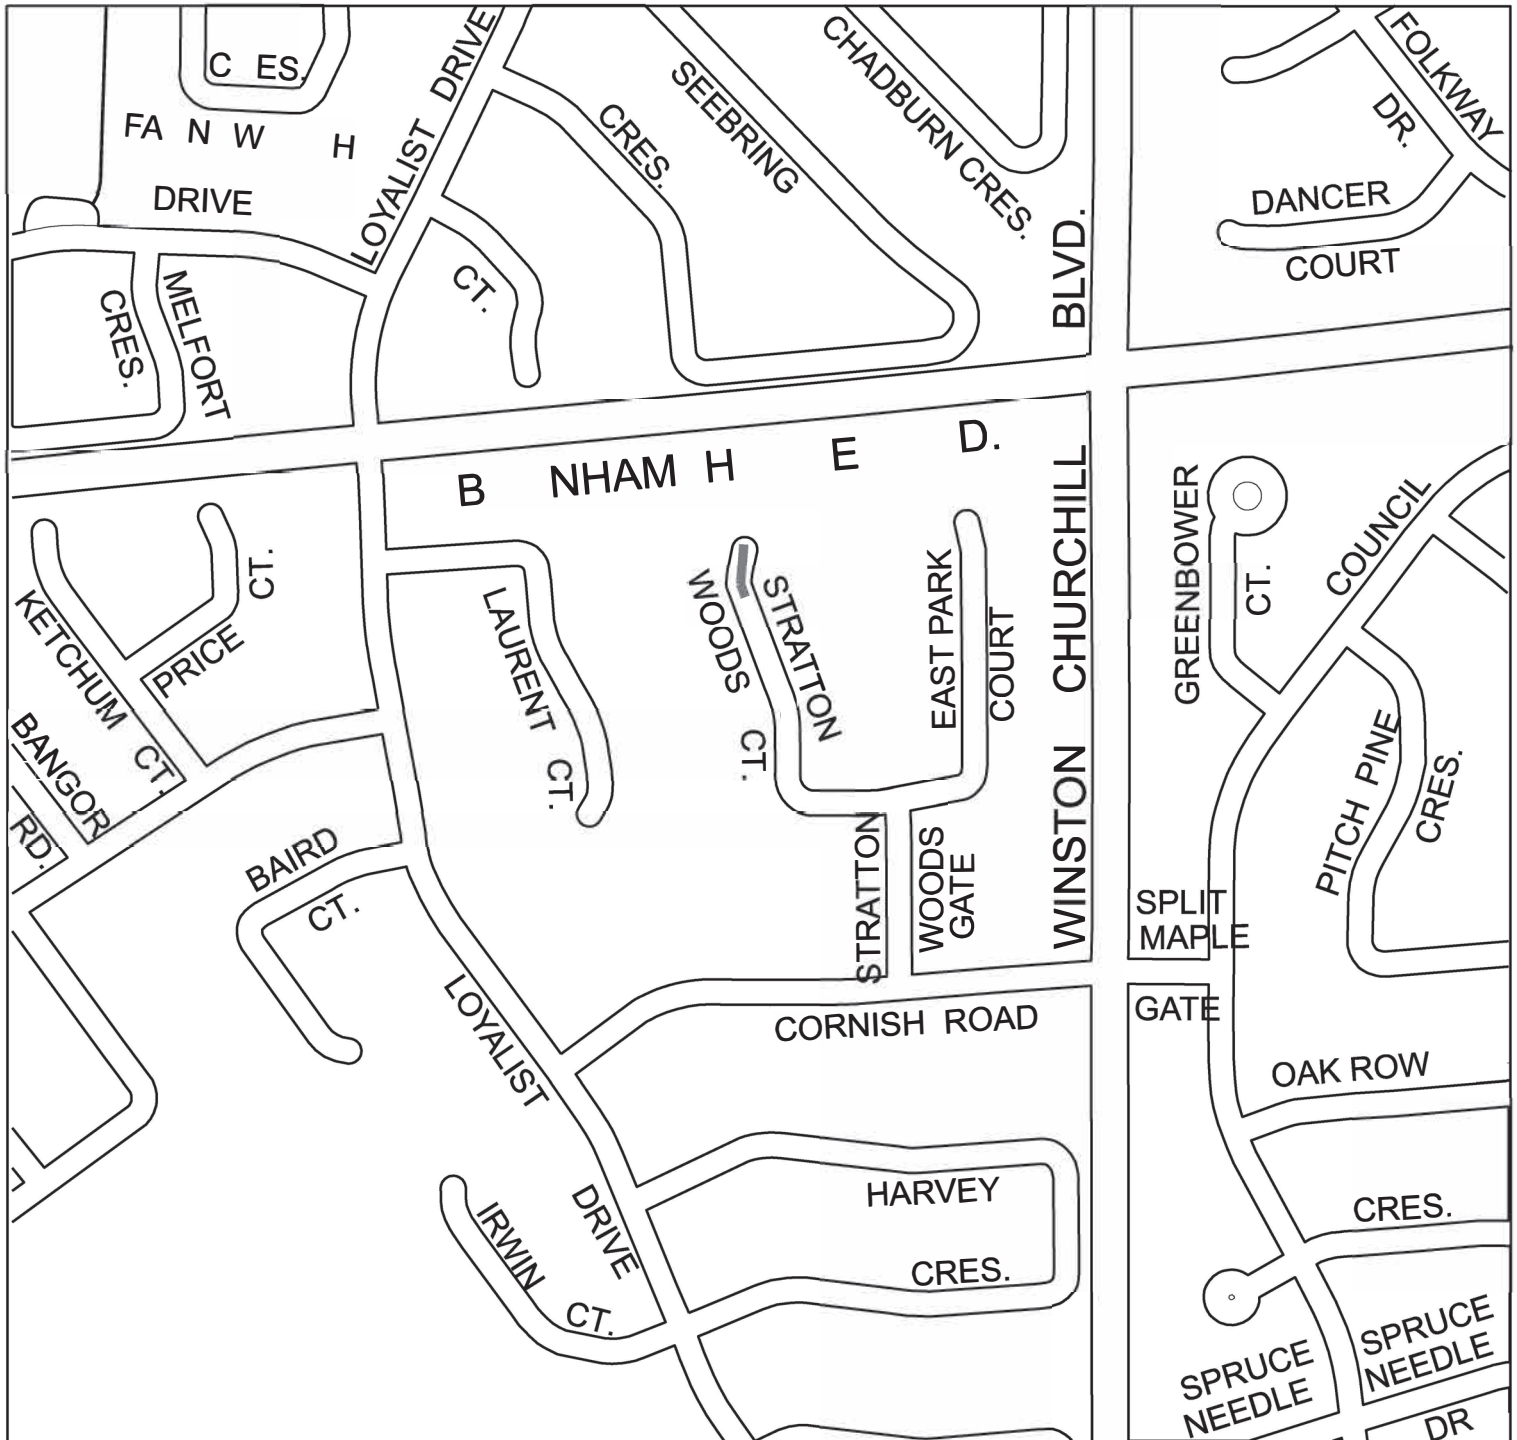 C ES.
FA N W H
DRIVE
LOYALIST DRIVE
CRES.
SEEBRING
CHADBURN CRES.
FOLKWAY
DR.
DANCER
COURT
BLVD.
CT.
MELFORT
CRES.
B NHAM H E D.
WINSTON CHURCHILL
KETCHUM CT.
PRICE
CT.
BANGOR
RD.
LAURENT CT.
WOODS CT.
STRATTON
EAST PARK
COURT
GREENBOWER
CT.
COUNCIL
PITCH PINE
CRES.
BAIRD
CT.
STRATTON
WOODS
GATE
SPLIT
MAPLE
GATE
LOYALIST
DRIVE
CORNISH ROAD
OAK ROW
HARVEY
CRES.
CRES.
IRWIN
CT.
SPRUCE
NEEDLE
SPRUCE
NEEDLE
DR